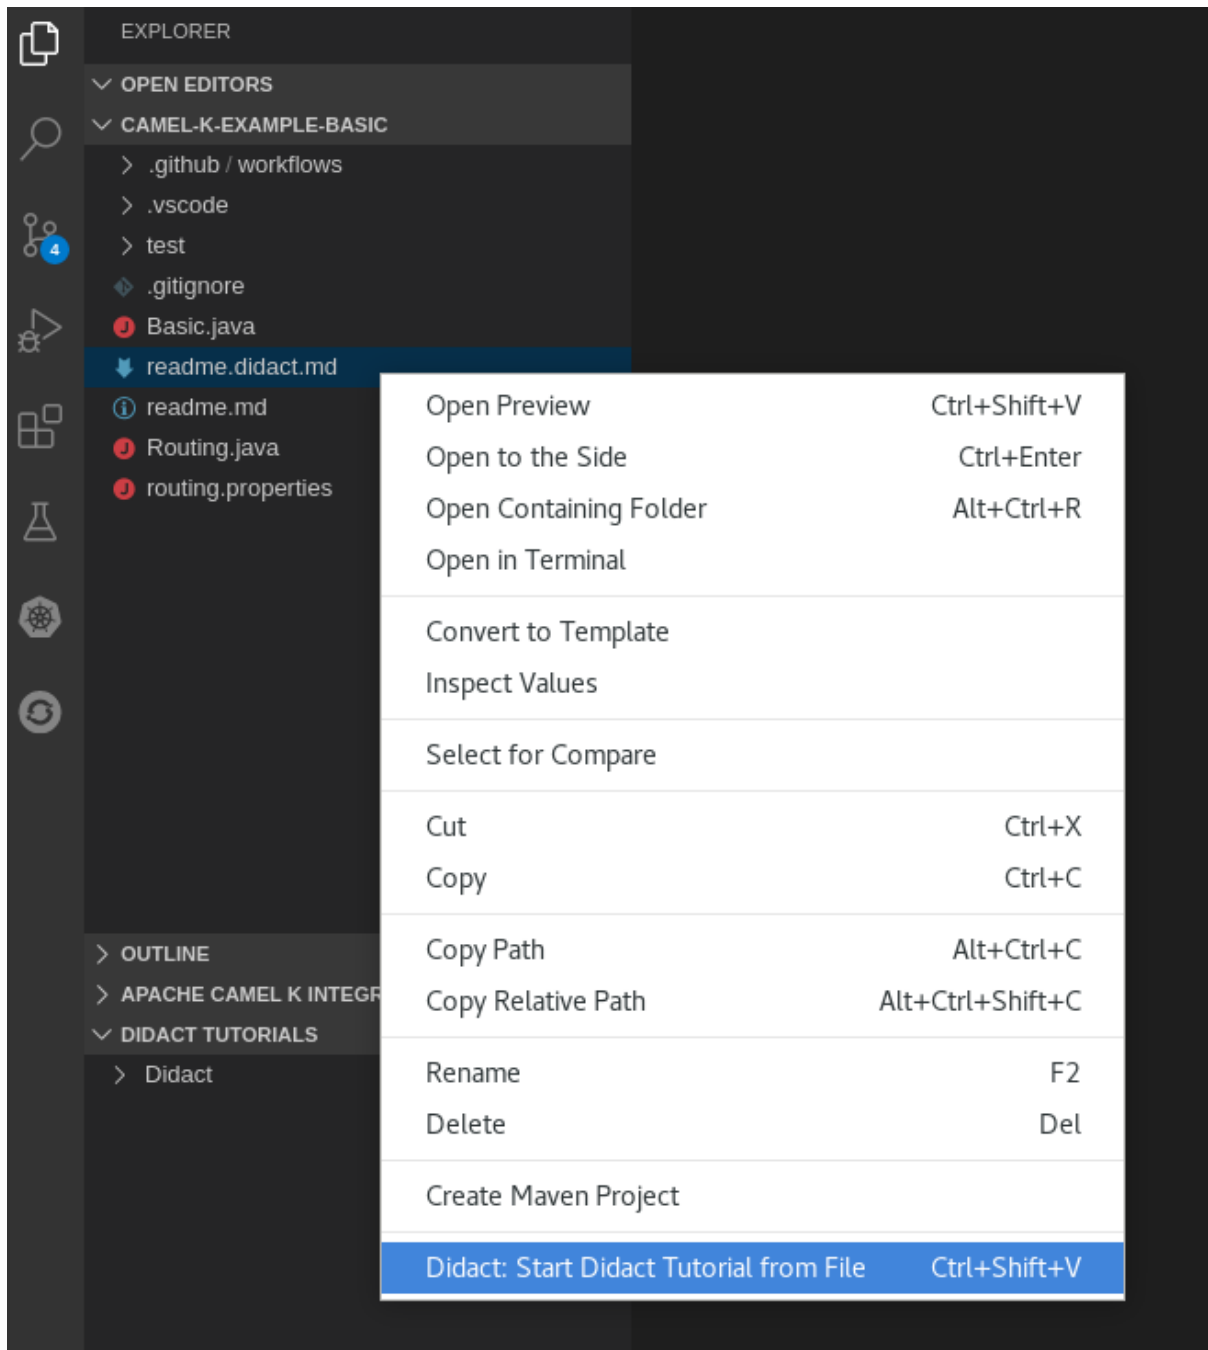 EXPLORER
OPEN EDITORS
CAMEL-K-EXAMPLE-BASIC
.github / workflows
.vscode
test
4
.gitignore
Basic.java
readme.didact.md
readme.md
Routing.java
routing.properties
Open Preview Ctrl+Shift+V
Open to the Side Ctrl+Enter
Open Containing Folder Alt+Ctrl+R
Open in Terminal
Convert to Template
Inspect Values
Select for Compare
Cut Ctrl+X
Copy Ctrl+C
Copy Path Alt+Ctrl+C
Copy Relative Path Alt+Ctrl+Shift+C
Rename F2
Delete Del
Create Maven Project
Didact: Start Didact Tutorial from File Ctrl+Shift+V
OUTLINE
APACHE CAMEL K INTEGR
DIDACT TUTORIALS
Didact